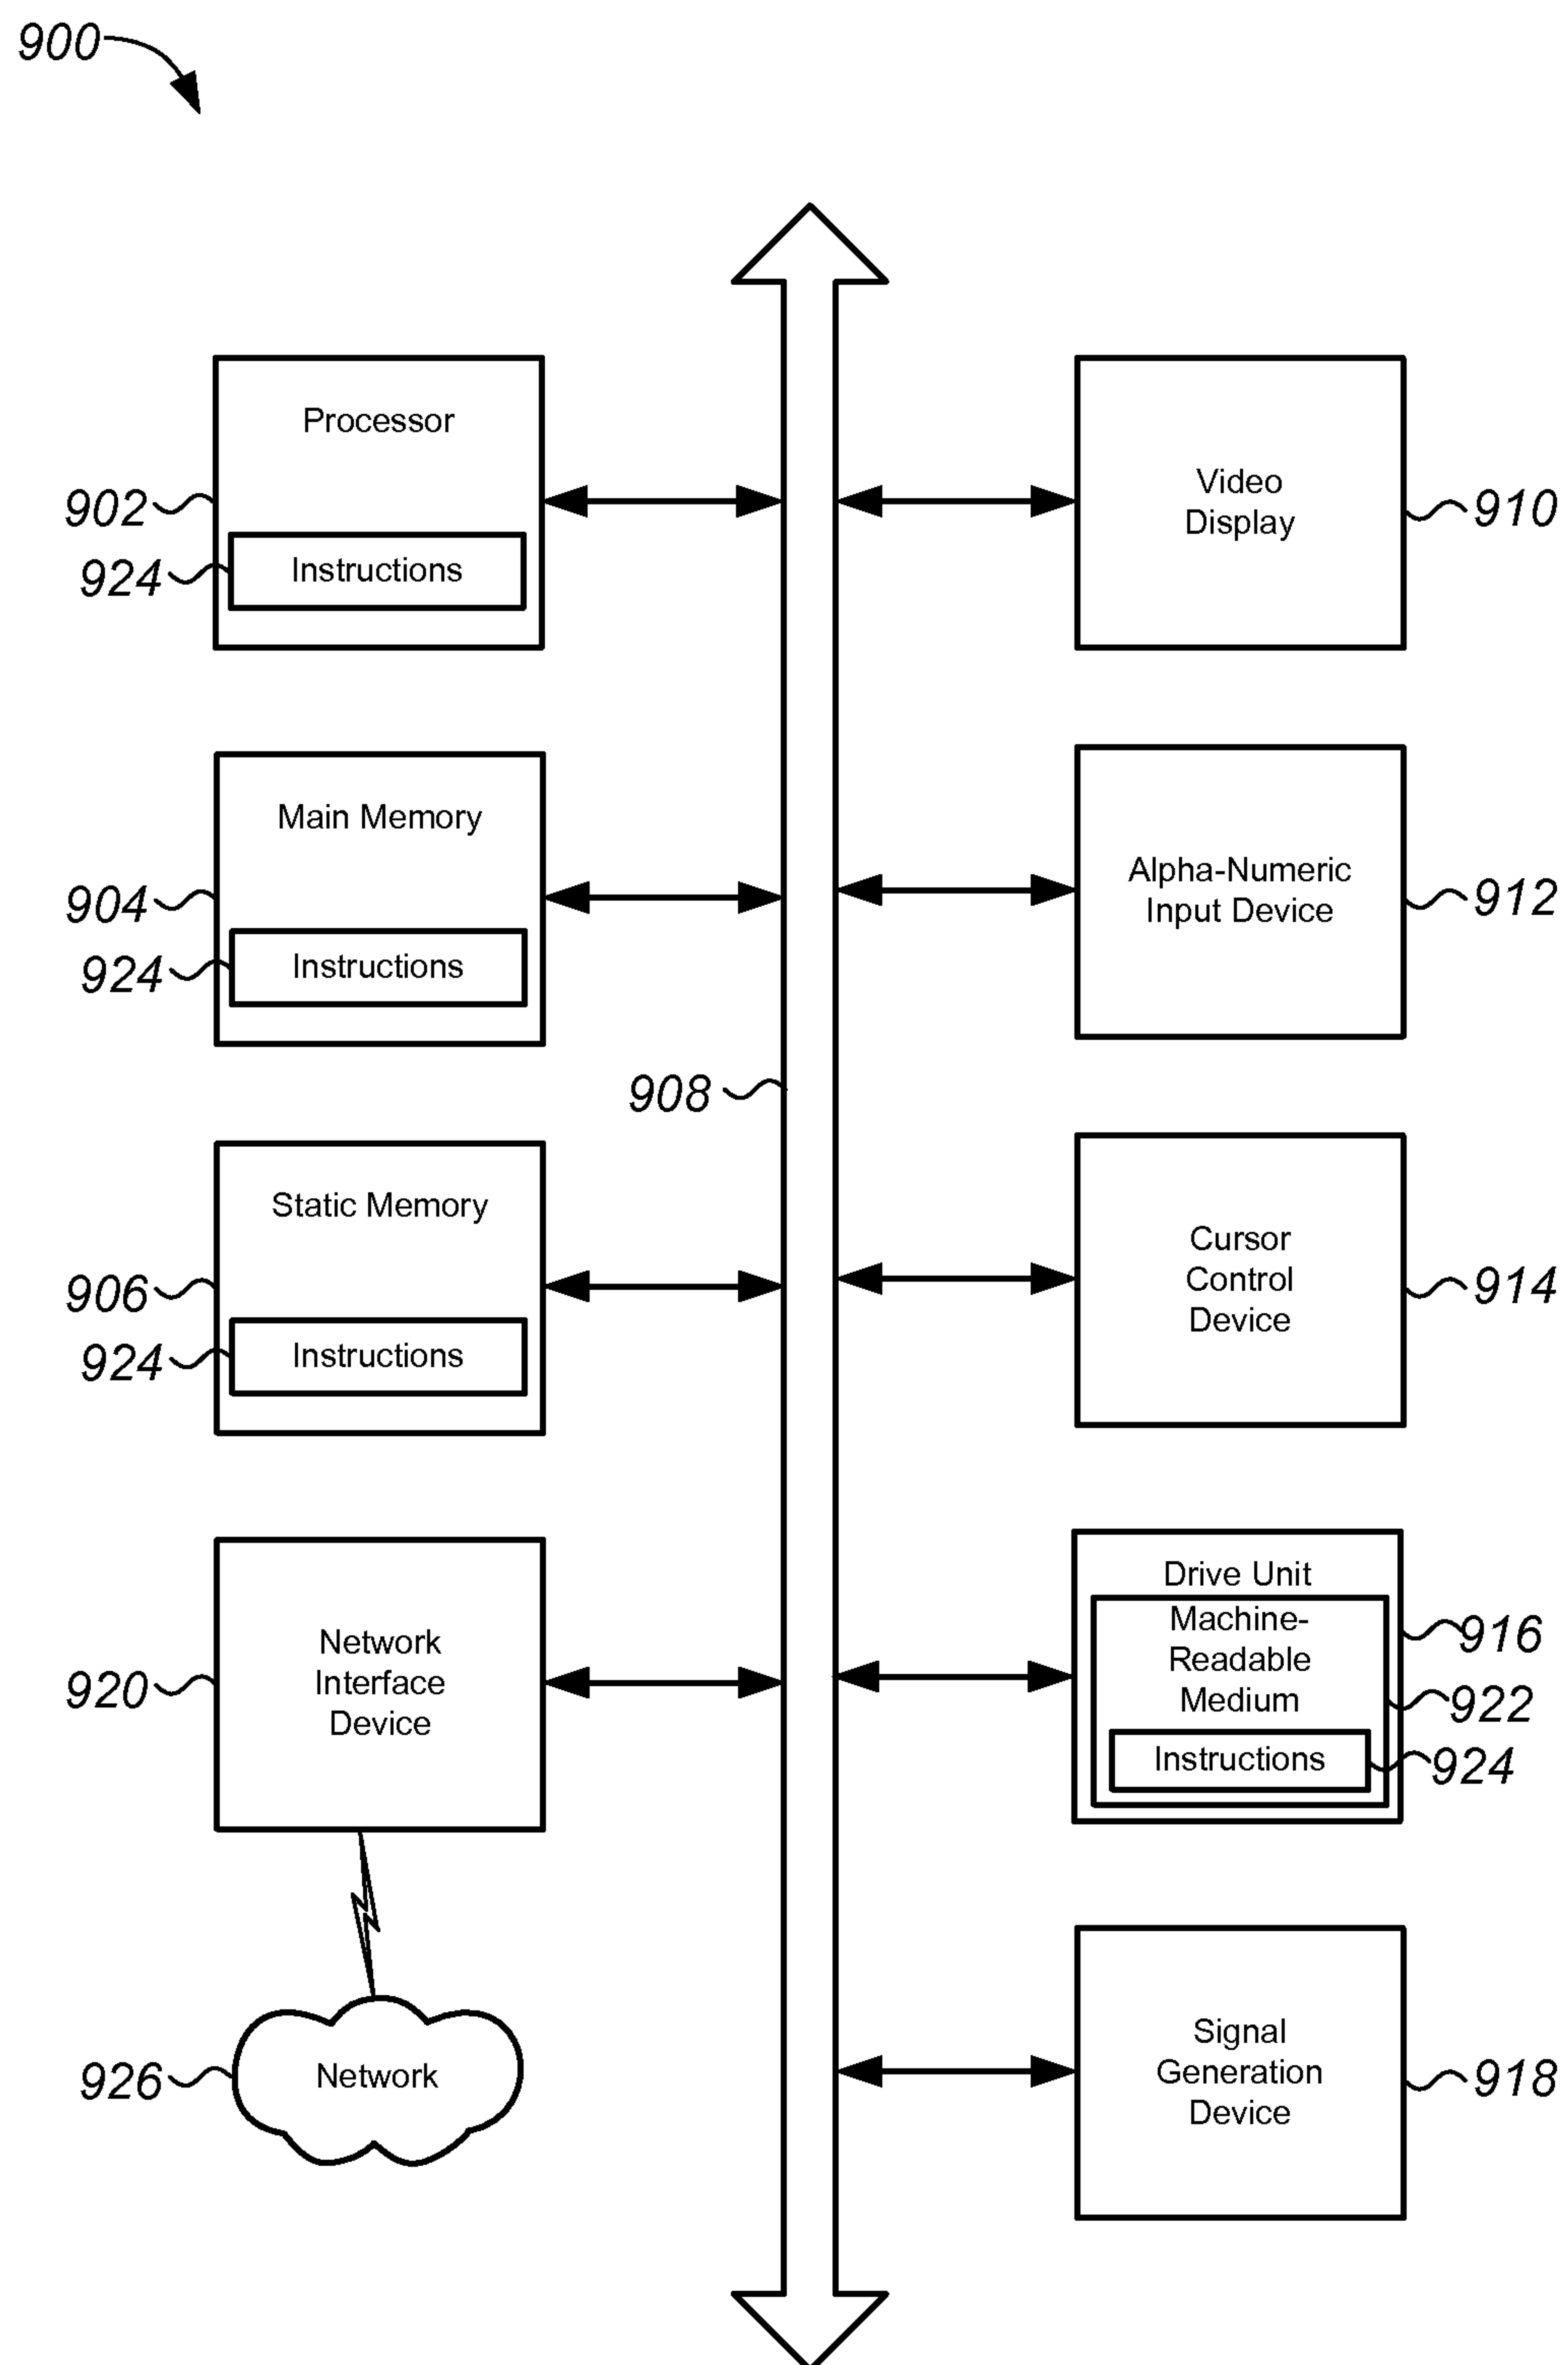 900
Processor
902
924
Instructions
Video
Display
910
Main Memory
904
924
Instructions
Alpha-Numeric
Input Device
912
908
Static Memory
906
924
Instructions
Cursor
Control
Device
914
Network
Interface
Device
920
Drive Unit
916
Machine-
Readable
Medium
922
Instructions
924
Network
926
Signal
Generation
Device
918